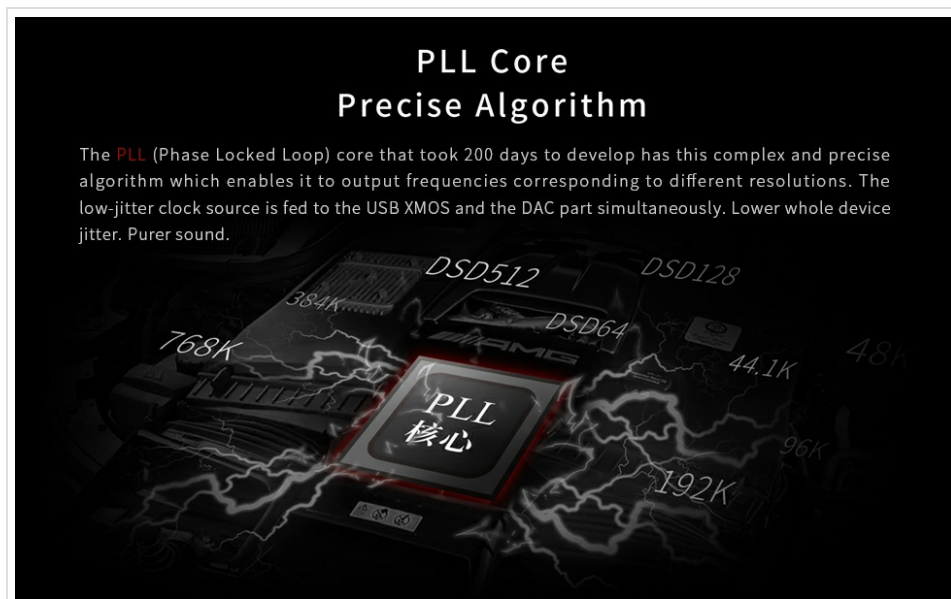 PLL Core
Precise Algorithm
The PLL (Phase Locked Loop) core that took 200 days to develop has this complex and precise
algorithm which enables it to output frequencies corresponding to different resolutions. The
low-jitter clock source is fed to the USB XMOS and the DAC part simultaneously. Lower whole device
jitter. Purer sound.
DSD512
DSD128
384K
DSD64
768K
AMG
44.1K
48K
PLL
核心
96K
192K